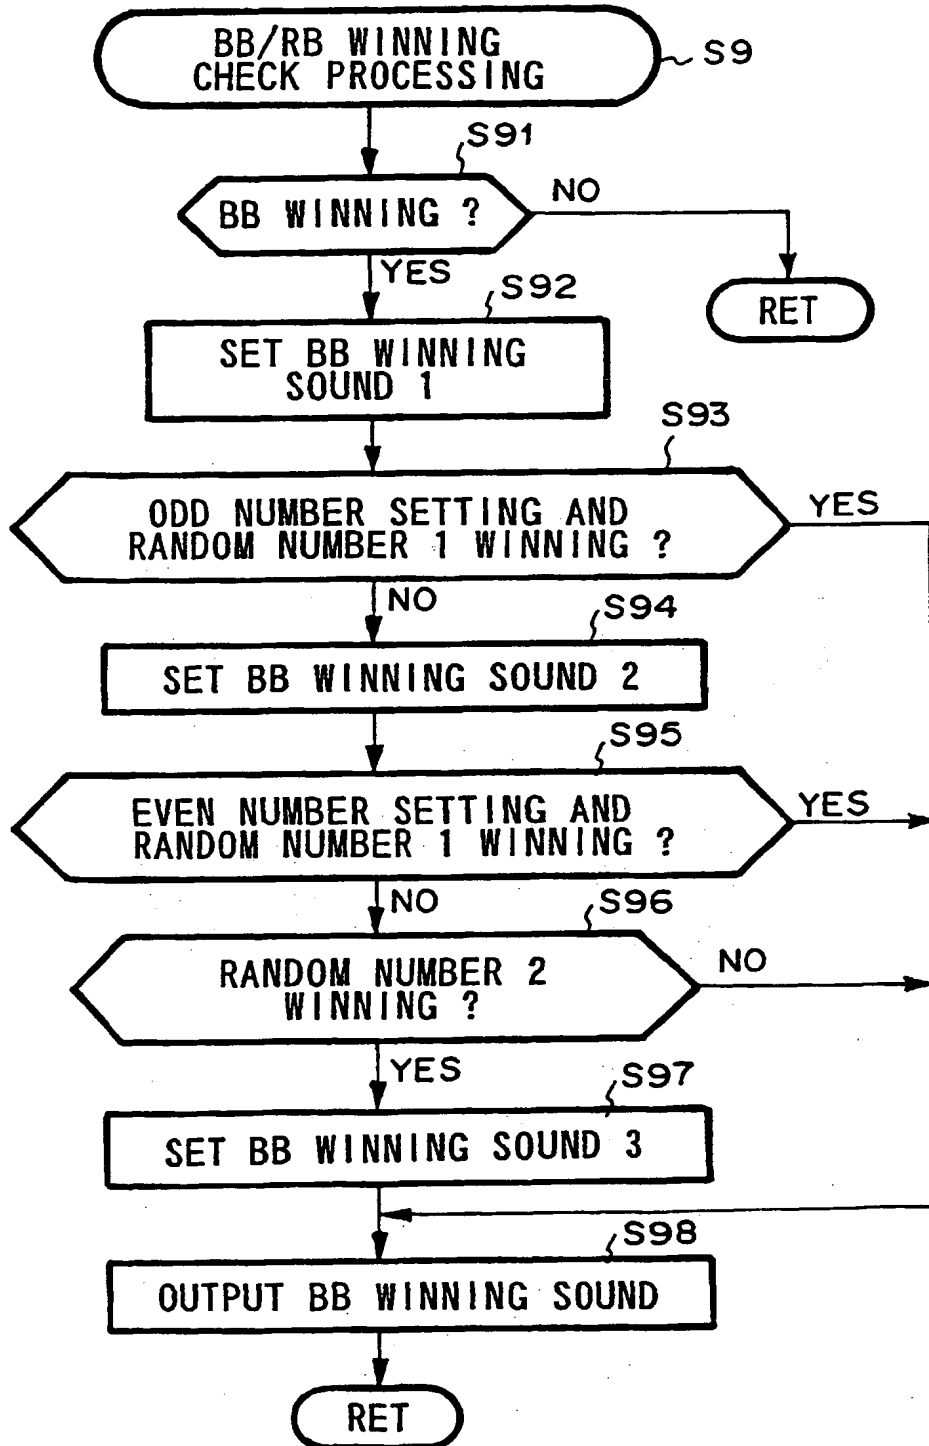 BB/RB WINNING
CHECK PROCESSING
S9
S91
BB WINNING ?
NO
YES
RET
S92
SET BB WINNING
SOUND 1
S93
ODD NUMBER SETTING AND
RANDOM NUMBER 1 WINNING ?
YES
NO
S94
SET BB WINNING SOUND 2
S95
EVEN NUMBER SETTING AND
RANDOM NUMBER 1 WINNING ?
YES
NO
S96
RANDOM NUMBER 2
WINNING ?
NO
YES
S97
SET BB WINNING SOUND 3
S98
OUTPUT BB WINNING SOUND
RET